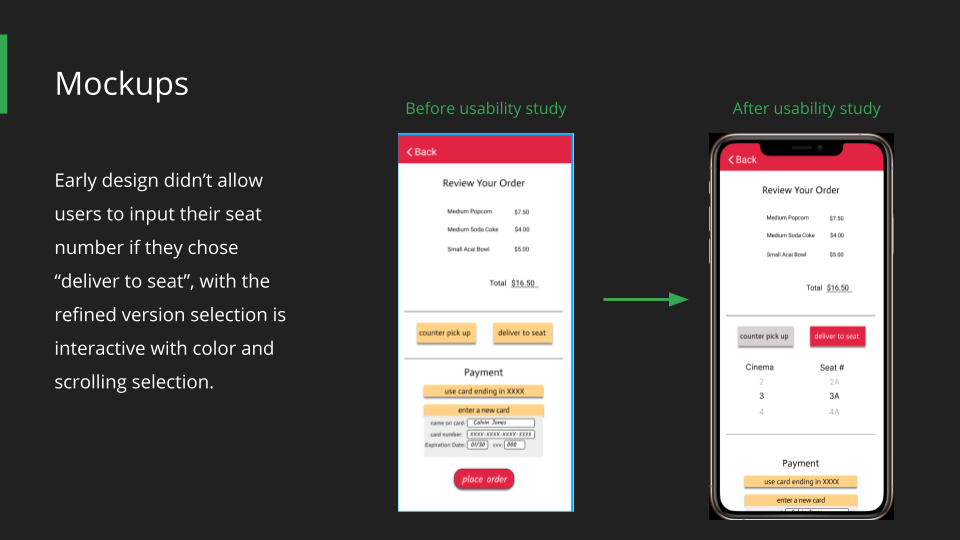 Mockups
Early design didn’t allow
users to input their seat
number if they chose
“deliver to seat”, with the
refined version selection is
interactive with color and
scrolling selection.
Before usability study
Back
Review Your Order
Medium Popcorn $7.50
Medium Soda Coke $4.00
Small Acai Bowl $5.00
Total $16.50
counter pick up deliver to seat
Payment
use card ending in XXXX
enter a new card
name on card: Calvin Jones
card number: XXXX-XXXX-XXXX-3333
Expiration Date: 01/30 cvv: 000
place order
After usability study
Back
Review Your Order
Medium Popcorn $7.50
Medium Soda Coke $4.00
Small Acai Bowl $5.00
Total $16.50
counter pick up deliver to seat
Cinema Seat #
2 2A
3 3A
4 4A
Payment
use card ending in XXXX
enter a new card